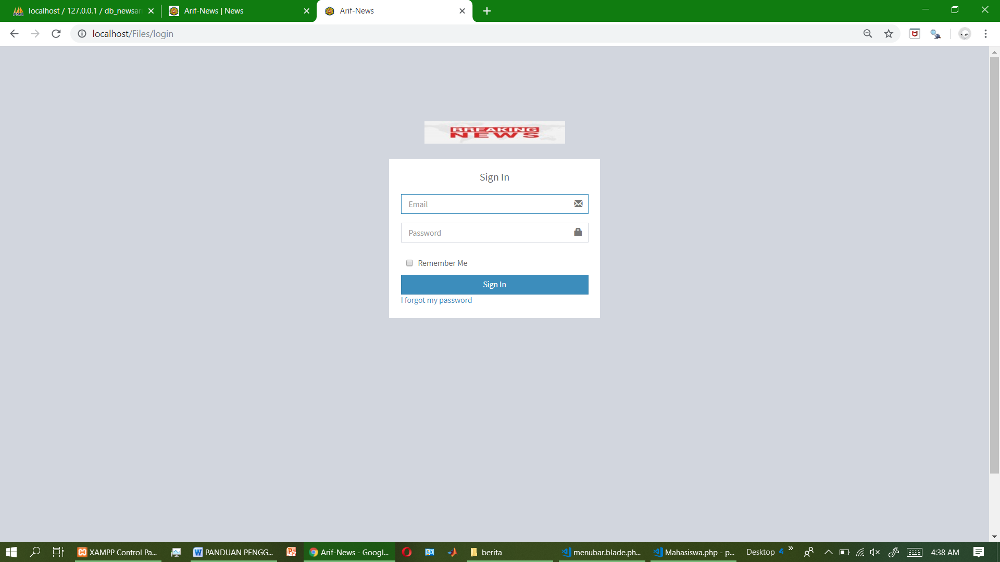 localhost / 127.0.0.1 / db_newsari
Arif-News | News
Arif-News
localhost/Files/login
BREAKING
NEWS
Sign In
Email
Password
Remember Me
Sign In
I forgot my password
XAMPP Control Pa...
PANDUAN PENGG...
Arif-News - Googl...
berita
menubar.blade.ph...
Mahasiswa.php - p...
Desktop
4:38 AM